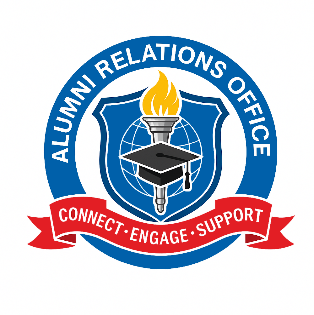 ALUMNI RELATIONS OFFICE
CONNECT · ENGAGE · SUPPORT